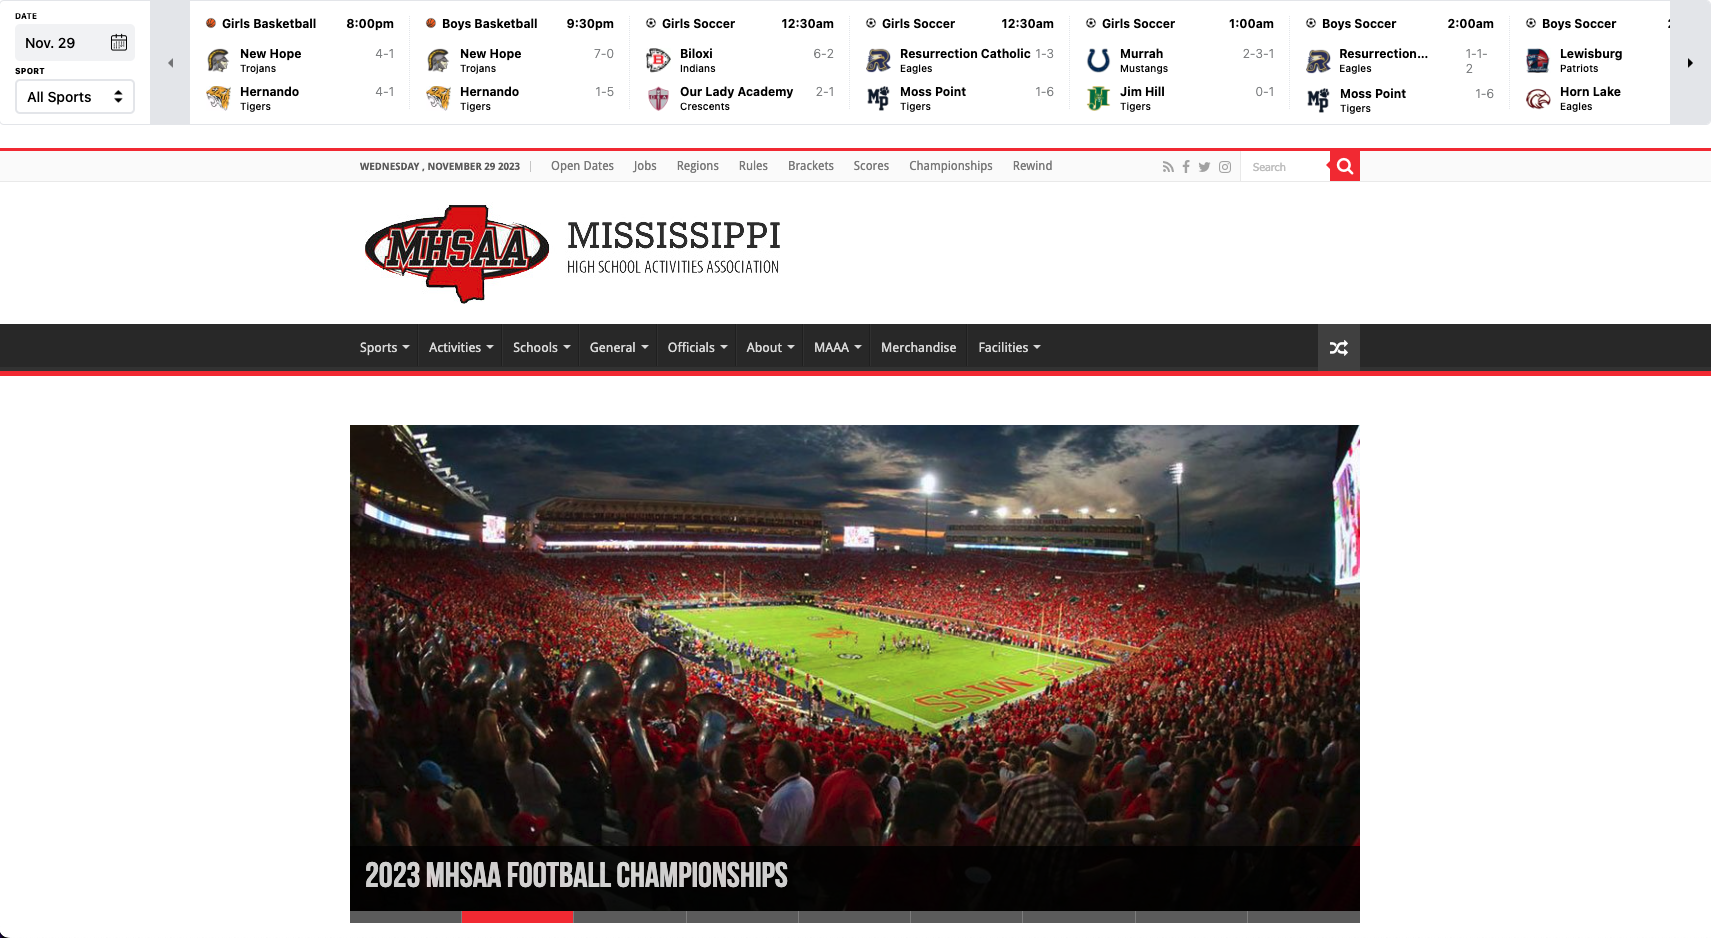 DATE
Nov. 29
SPORT
All Sports
Girls Basketball 8:00pm
New Hope 4-1
Trojans
Hernando 4-1
Tigers
Boys Basketball 9:30pm
New Hope 7-0
Trojans
Hernando 1-5
Tigers
Girls Soccer 12:30am
Biloxi 6-2
Indians
Our Lady Academy 2-1
Crescents
Girls Soccer 12:30am
Resurrection Catholic 1-3
Eagles
Moss Point 1-6
Tigers
Girls Soccer 1:00am
Murrah 2-3-1
Mustangs
Jim Hill 0-1
Tigers
Boys Soccer 2:00am
Resurrection... 1-1-
2
Eagles
Moss Point 1-6
Tigers
Boys Soccer
Lewisburg
Patriots
Horn Lake
Eagles
WEDNESDAY , NOVEMBER 29 2023
Open Dates Jobs Regions Rules Brackets Scores Championships Rewind
Search
MHSAA
MISSISSIPPI
HIGH SCHOOL ACTIVITIES ASSOCIATION
Sports Activities Schools General Officials About MAAA Merchandise Facilities
MISS
2023 MHSAA FOOTBALL CHAMPIONSHIPS